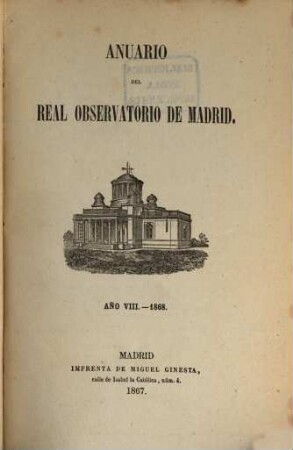 ANUARIO
DEL
REAL OBSERVATORIO DE MADRID.
AÑO VIII.—1868.
MADRID
IMPRENTA DE MIGUEL GINESTA,
calle de Isabel la Católica, núm. 4.
1867.